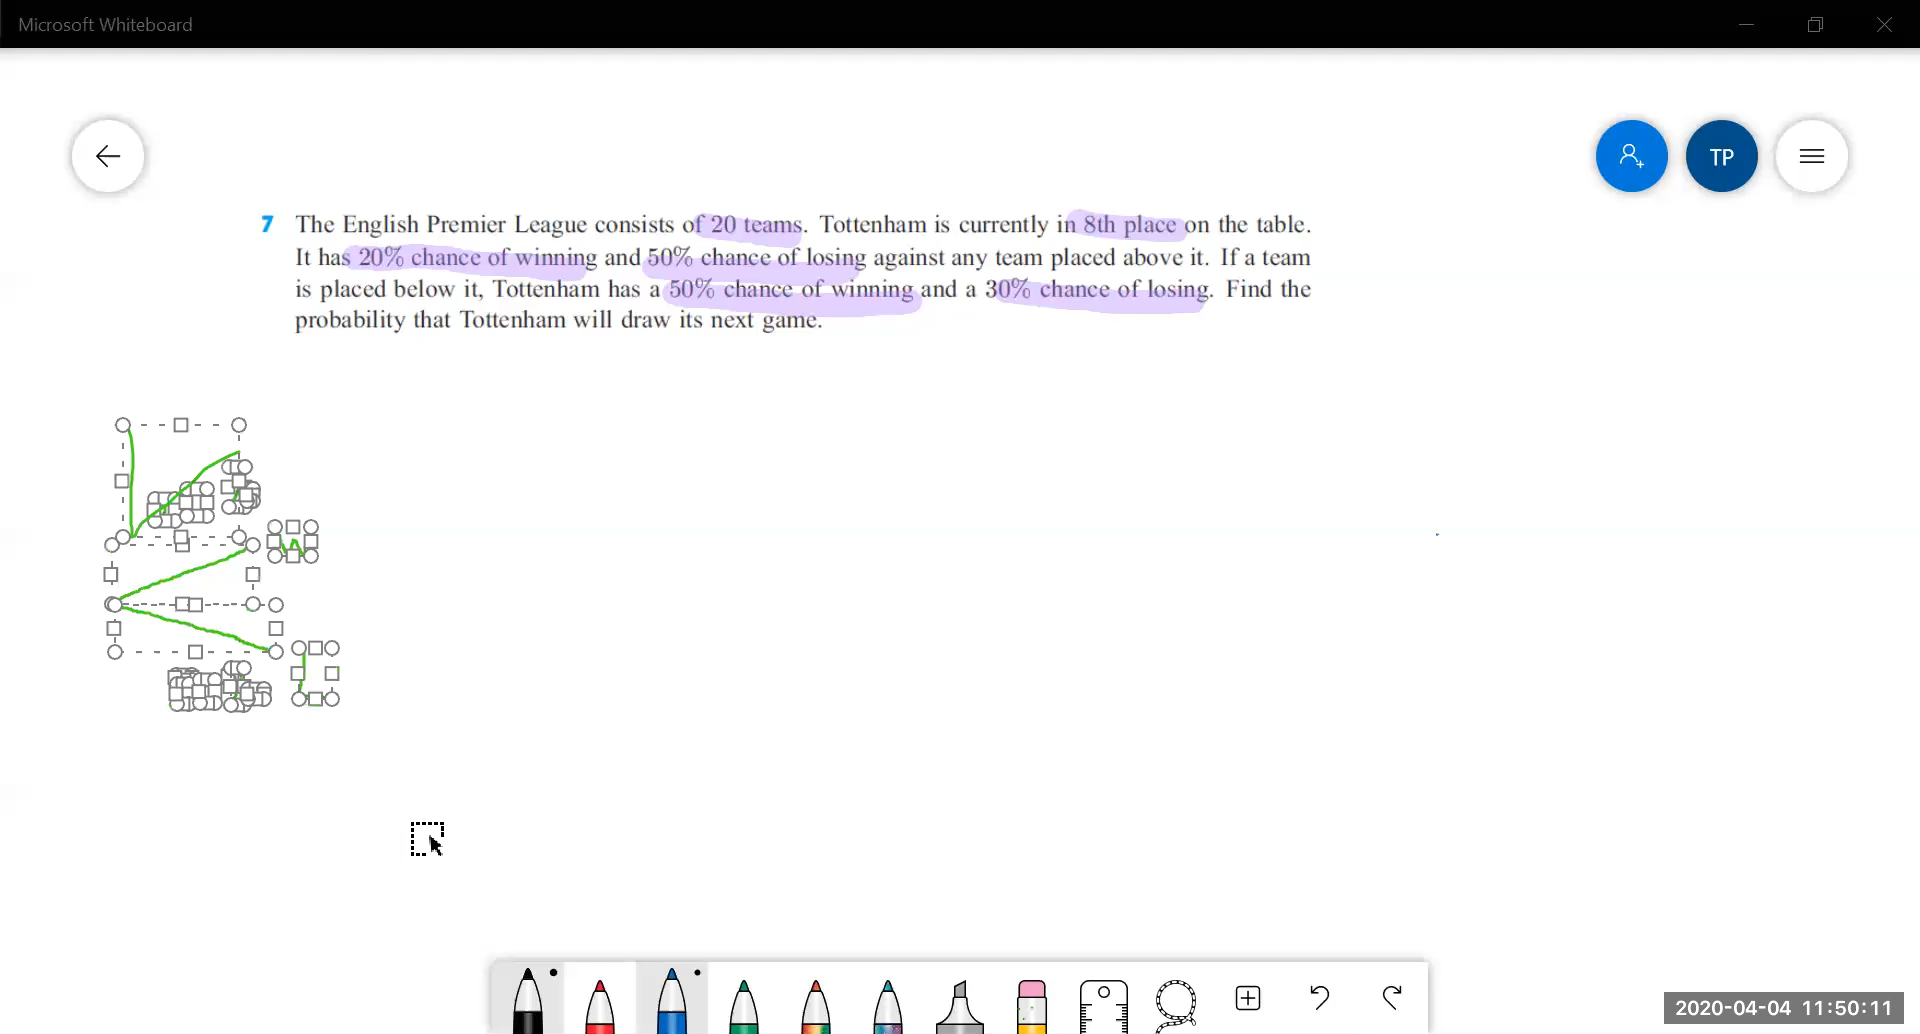 Microsoft Whiteboard
TP
7 The English Premier League consists of 20 teams. Tottenham is currently in 8th place on the table.
It has 20% chance of winning and 50% chance of losing against any team placed above it. If a team
is placed below it, Tottenham has a 50% chance of winning and a 30% chance of losing. Find the
probability that Tottenham will draw its next game.
W
L
2020-04-04 11:50:11